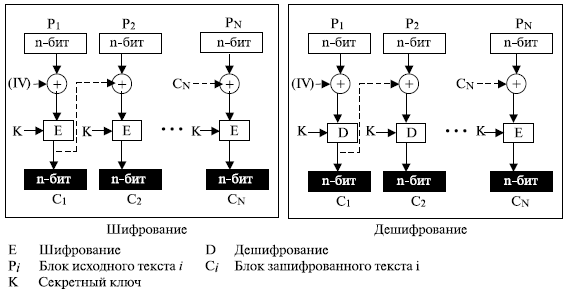 P1 P2 PN
n-бит n-бит n-бит
(IV) + + CN +
K E K E K E
n-бит n-бит n-бит
C1 C2 CN
Шифрование
P1 P2 PN
n-бит n-бит n-бит
(IV) + + CN +
K D K D K E
n-бит n-бит n-бит
C1 C2 CN
Дешифрование
E Шифрование D Дешифрование
Pi Блок исходного текста i Ci Блок зашифрованного текста i
K Секретный ключ